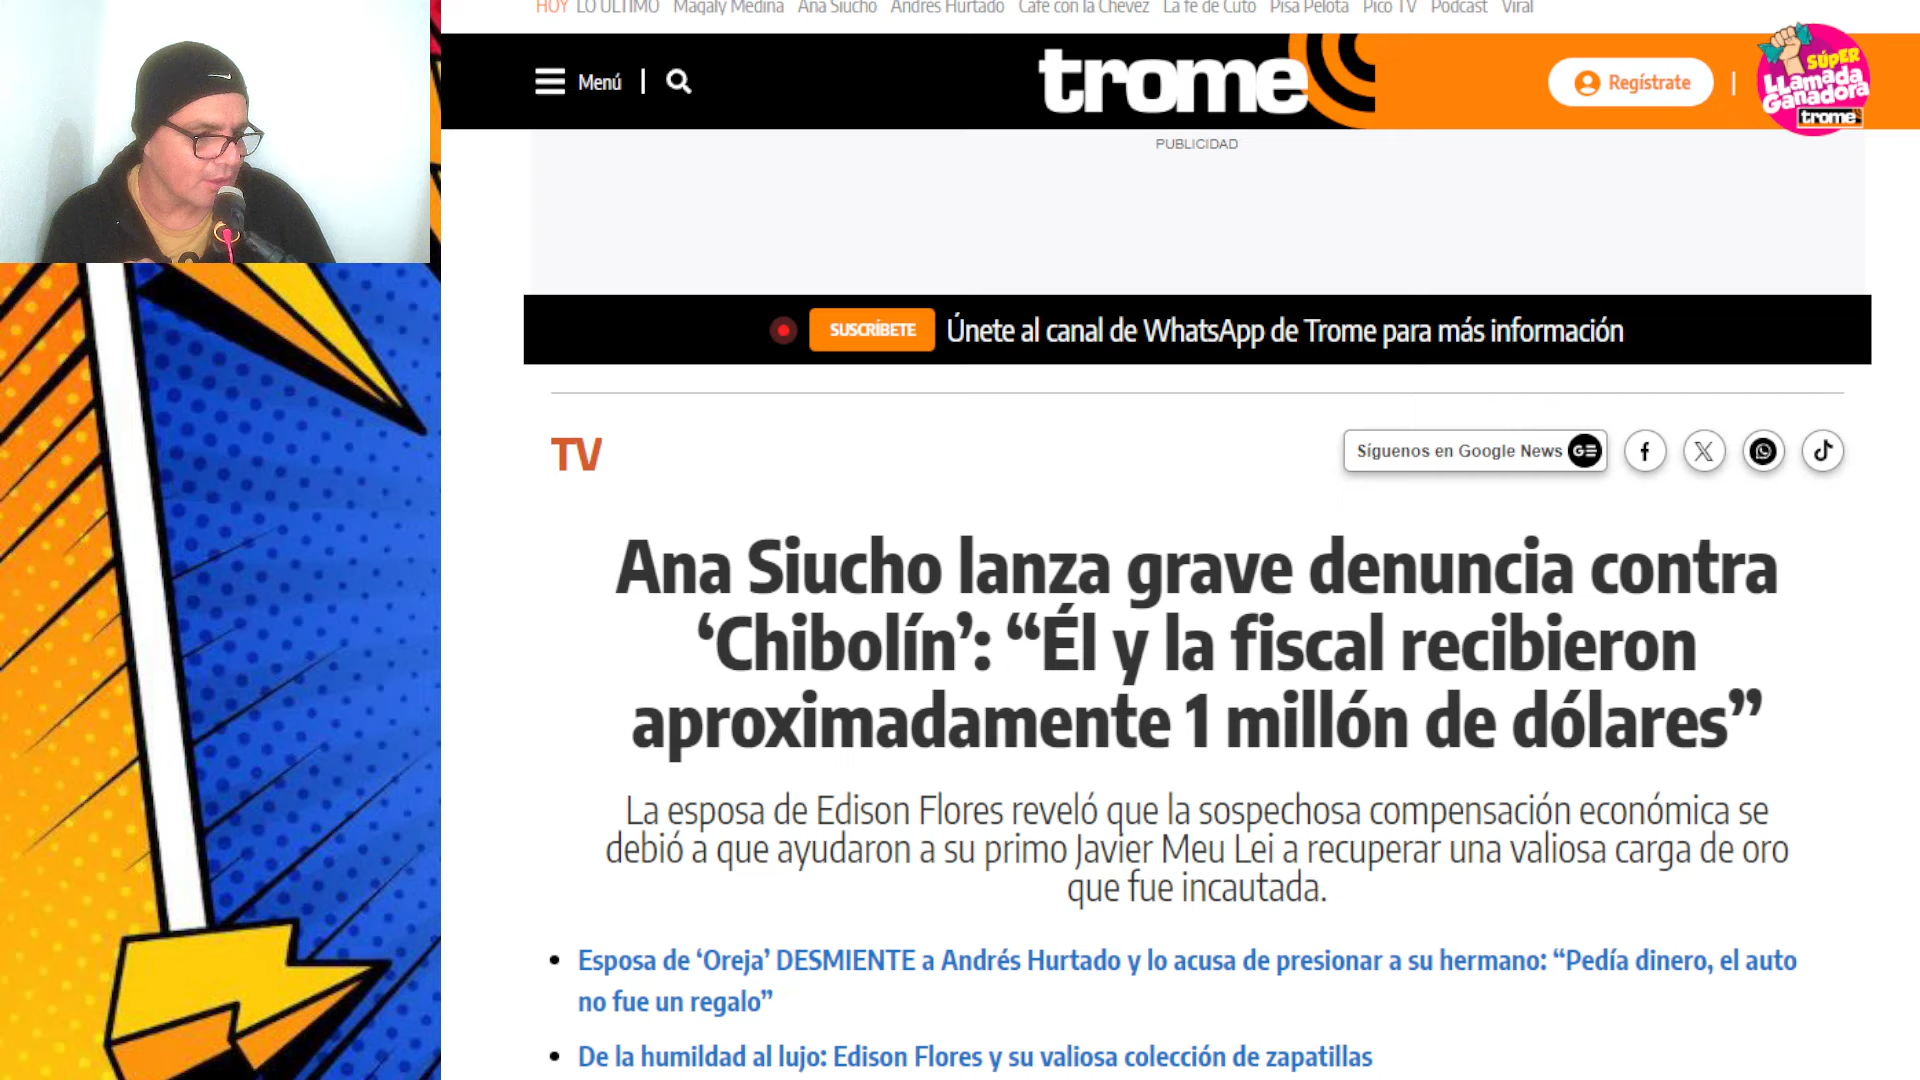 HOY LO ÚLTIMO Magaly Medina Ana Siucho Andrés Hurtado Café con la Chevez La fe de Cuto Pisa Pelota Pico TV Podcast Viral
Menú
trome
Regístrate
SÚPER
LLamada
Ganadora
trome
PUBLICIDAD
SUSCRÍBETE Únete al canal de WhatsApp de Trome para más información
TV
Síguenos en Google News
Ana Siucho lanza grave denuncia contra
‘Chibolín’: “Él y la fiscal recibieron
aproximadamente 1 millón de dólares”
La esposa de Edison Flores reveló que la sospechosa compensación económica se
debió a que ayudaron a su primo Javier Meu Lei a recuperar una valiosa carga de oro
que fue incautada.
• Esposa de ‘Oreja’ DESMIENTE a Andrés Hurtado y lo acusa de presionar a su hermano: “Pedía dinero, el auto
no fue un regalo”
• De la humildad al lujo: Edison Flores y su valiosa colección de zapatillas